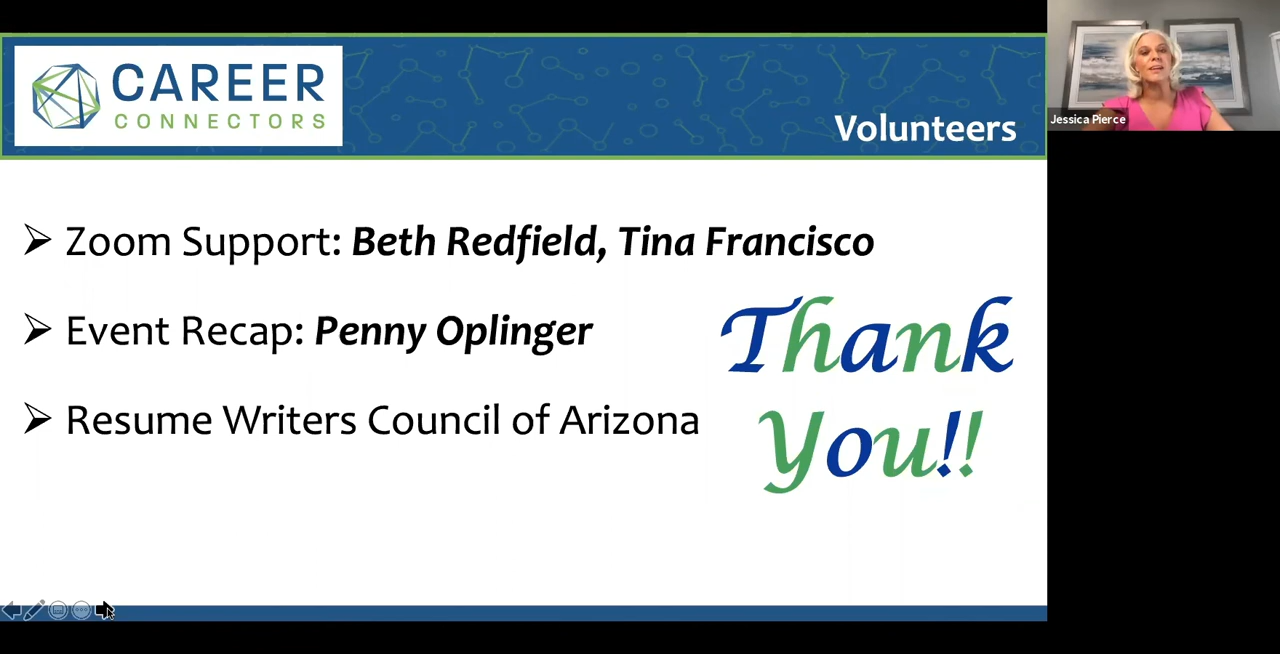 CAREER
CONNECTORS
Volunteers
Jessica Pierce
➢ Zoom Support: Beth Redfield, Tina Francisco
➢ Event Recap: Penny Oplinger
➢ Resume Writers Council of Arizona
Thank
You!!